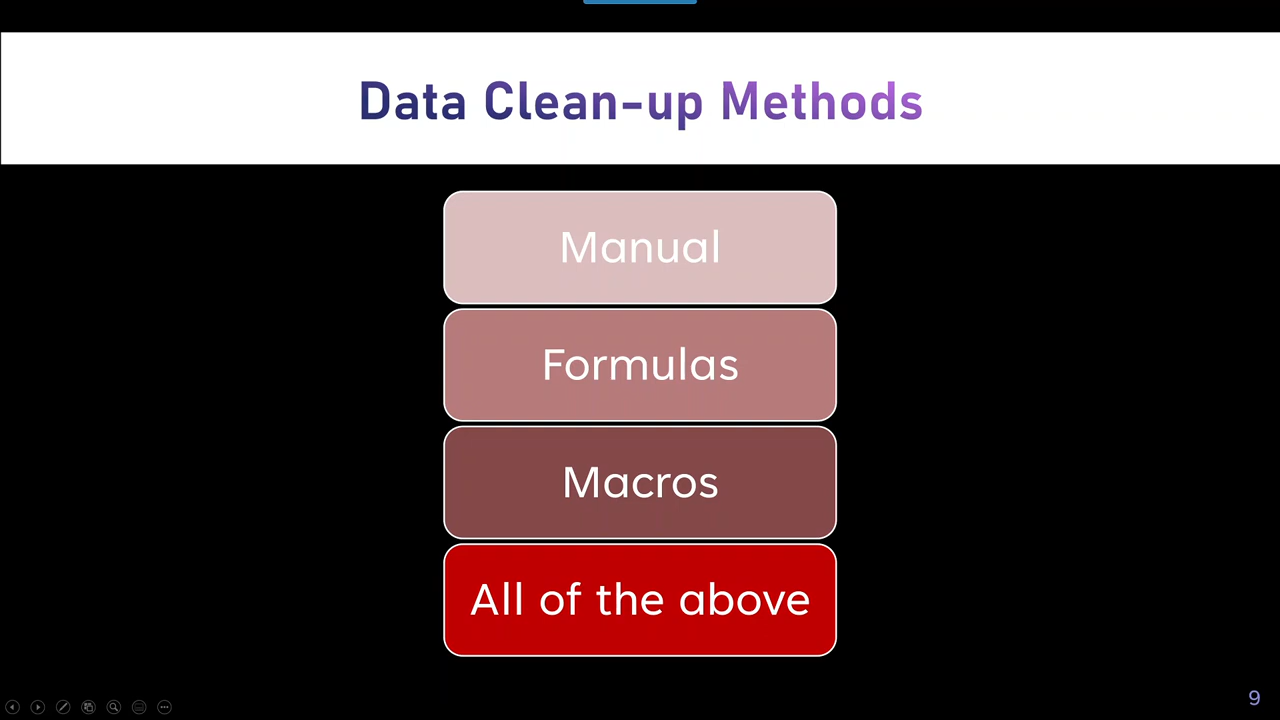 Data Clean-up Methods
Manual
Formulas
Macros
All of the above
9